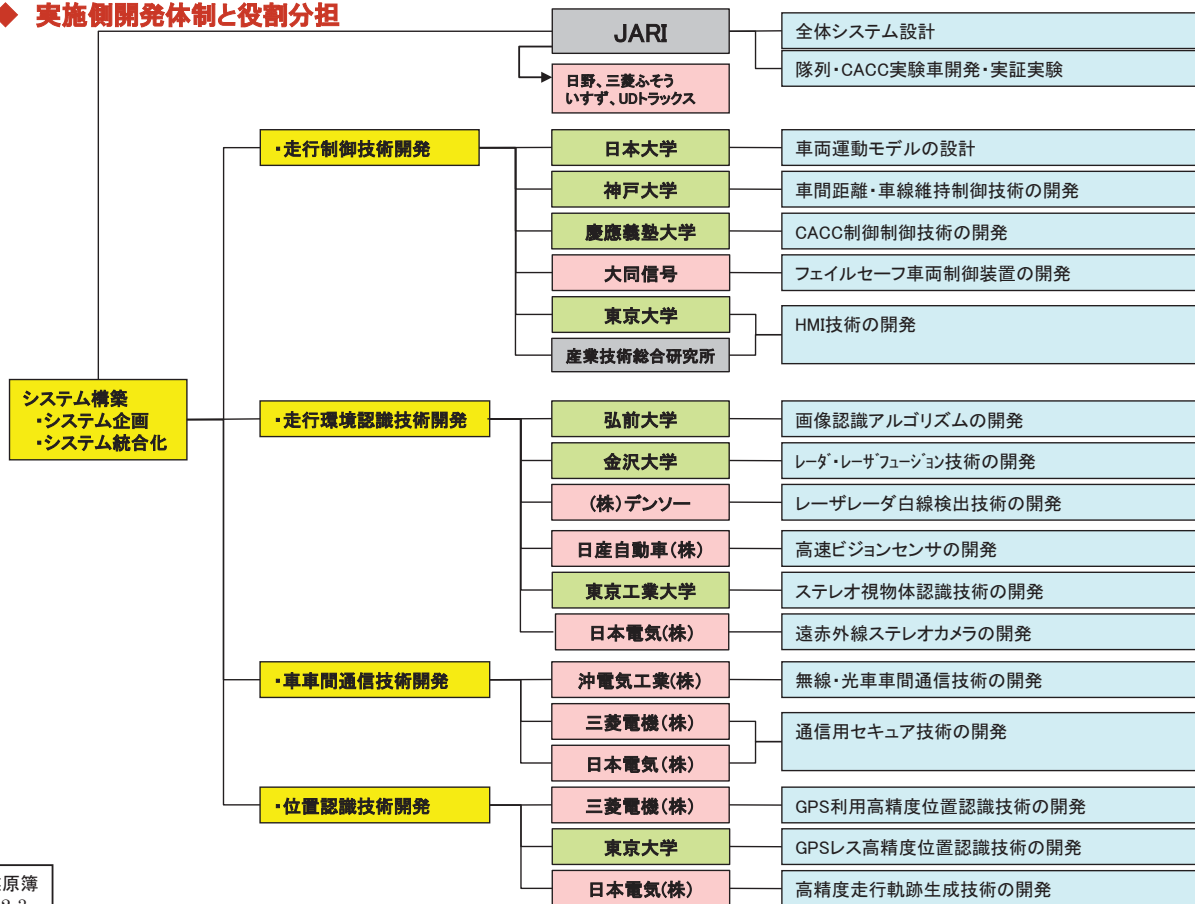 ◆ 実施側開発体制と役割分担
JARI
全体システム設計
隊列・CACC実験車開発・実証実験
日野、三菱ふそう
いすず、UDトラックス
・走行制御技術開発
日本大学
車両運動モデルの設計
神戸大学
車間距離・車線維持制御技術の開発
慶應義塾大学
CACC制御制御技術の開発
大同信号
フェイルセーフ車両制御装置の開発
東京大学
産業技術総合研究所
HMI技術の開発
システム構築
・システム企画
・システム統合化
・走行環境認識技術開発
弘前大学
画像認識アルゴリズムの開発
金沢大学
レーダ・レーザフュージョン技術の開発
(株)デンソー
レーザレーダ白線検出技術の開発
日産自動車(株)
高速ビジョンセンサの開発
東京工業大学
ステレオ視物体認識技術の開発
日本電気(株)
遠赤外線ステレオカメラの開発
・車車間通信技術開発
沖電気工業(株)
無線・光車車間通信技術の開発
三菱電機(株)
日本電気(株)
通信用セキュア技術の開発
・位置認識技術開発
三菱電機(株)
GPS利用高精度位置認識技術の開発
東京大学
GPSレス高精度位置認識技術の開発
日本電気(株)
高精度走行軌跡生成技術の開発
原簿